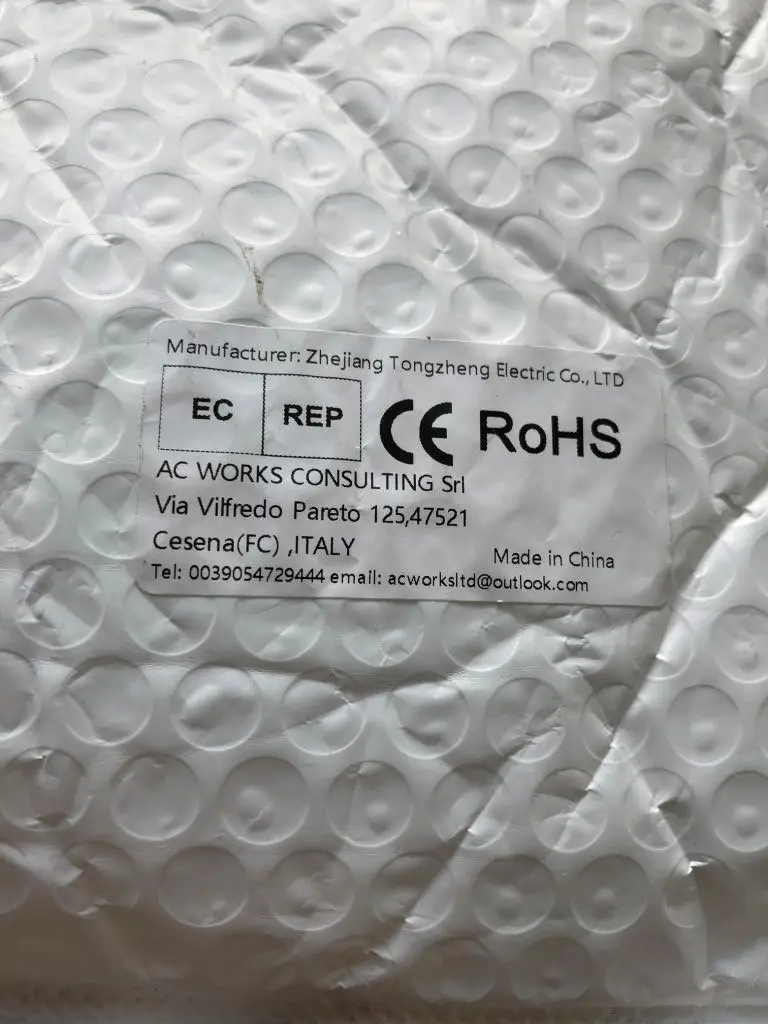 Manufacturer: Zhejiang Tongzheng Electric Co., LTD
EC REP CE RoHS
AC WORKS CONSULTING Srl
Via Vilfredo Pareto 125,47521
Cesena(FC) ,ITALY
Made in China
Tel: 0039054729444 email: acworksltd@outlook.com